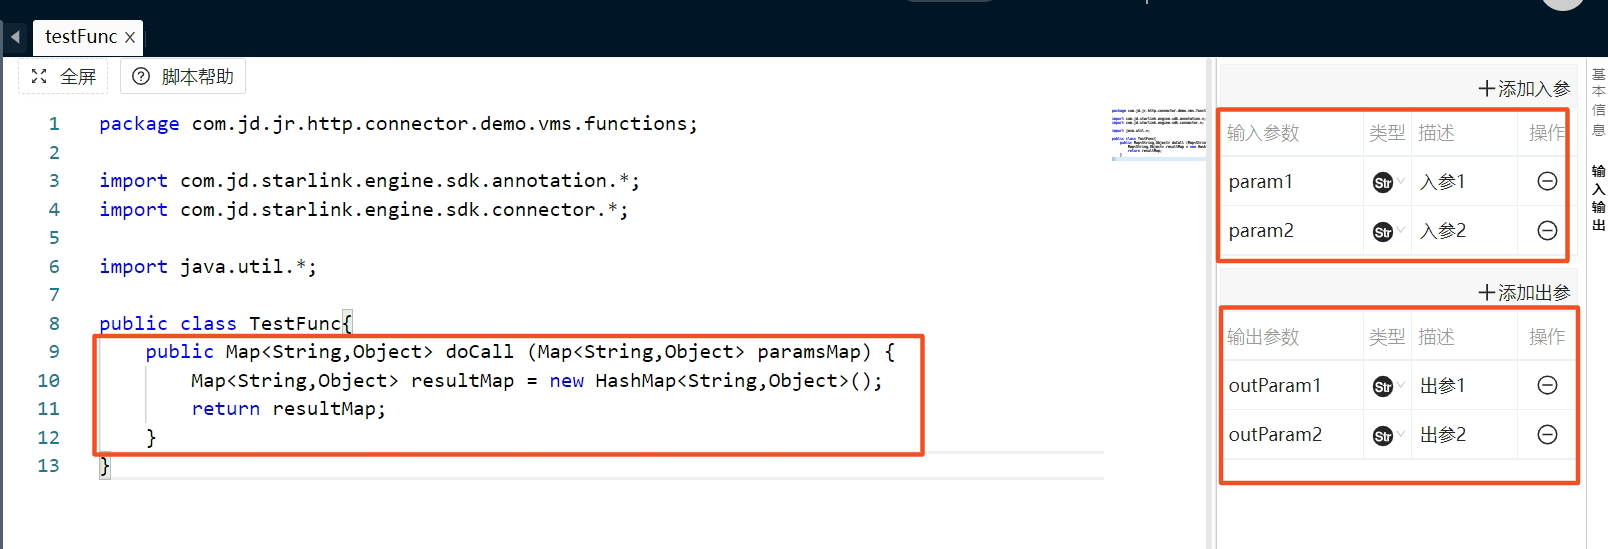 testFunc ×
全屏
脚本帮助
1 package com.jd.jr.http.connector.demo.vms.functions;
2
3 import com.jd.starlink.engine.sdk.annotation.*;
4 import com.jd.starlink.engine.sdk.connector.*;
5
6 import java.util.*;
7
8 public class TestFunc{
9 public Map<String,Object> doCall (Map<String,Object> paramsMap) {
10 Map<String,Object> resultMap = new HashMap<String,Object>();
11 return resultMap;
12 }
13 }
+添加入参
输入参数 类型 描述 操作
param1 Str 入参1
param2 Str 入参2
+添加出参
输出参数 类型 描述 操作
outParam1 Str 出参1
outParam2 Str 出参2
基本信息
输入输出